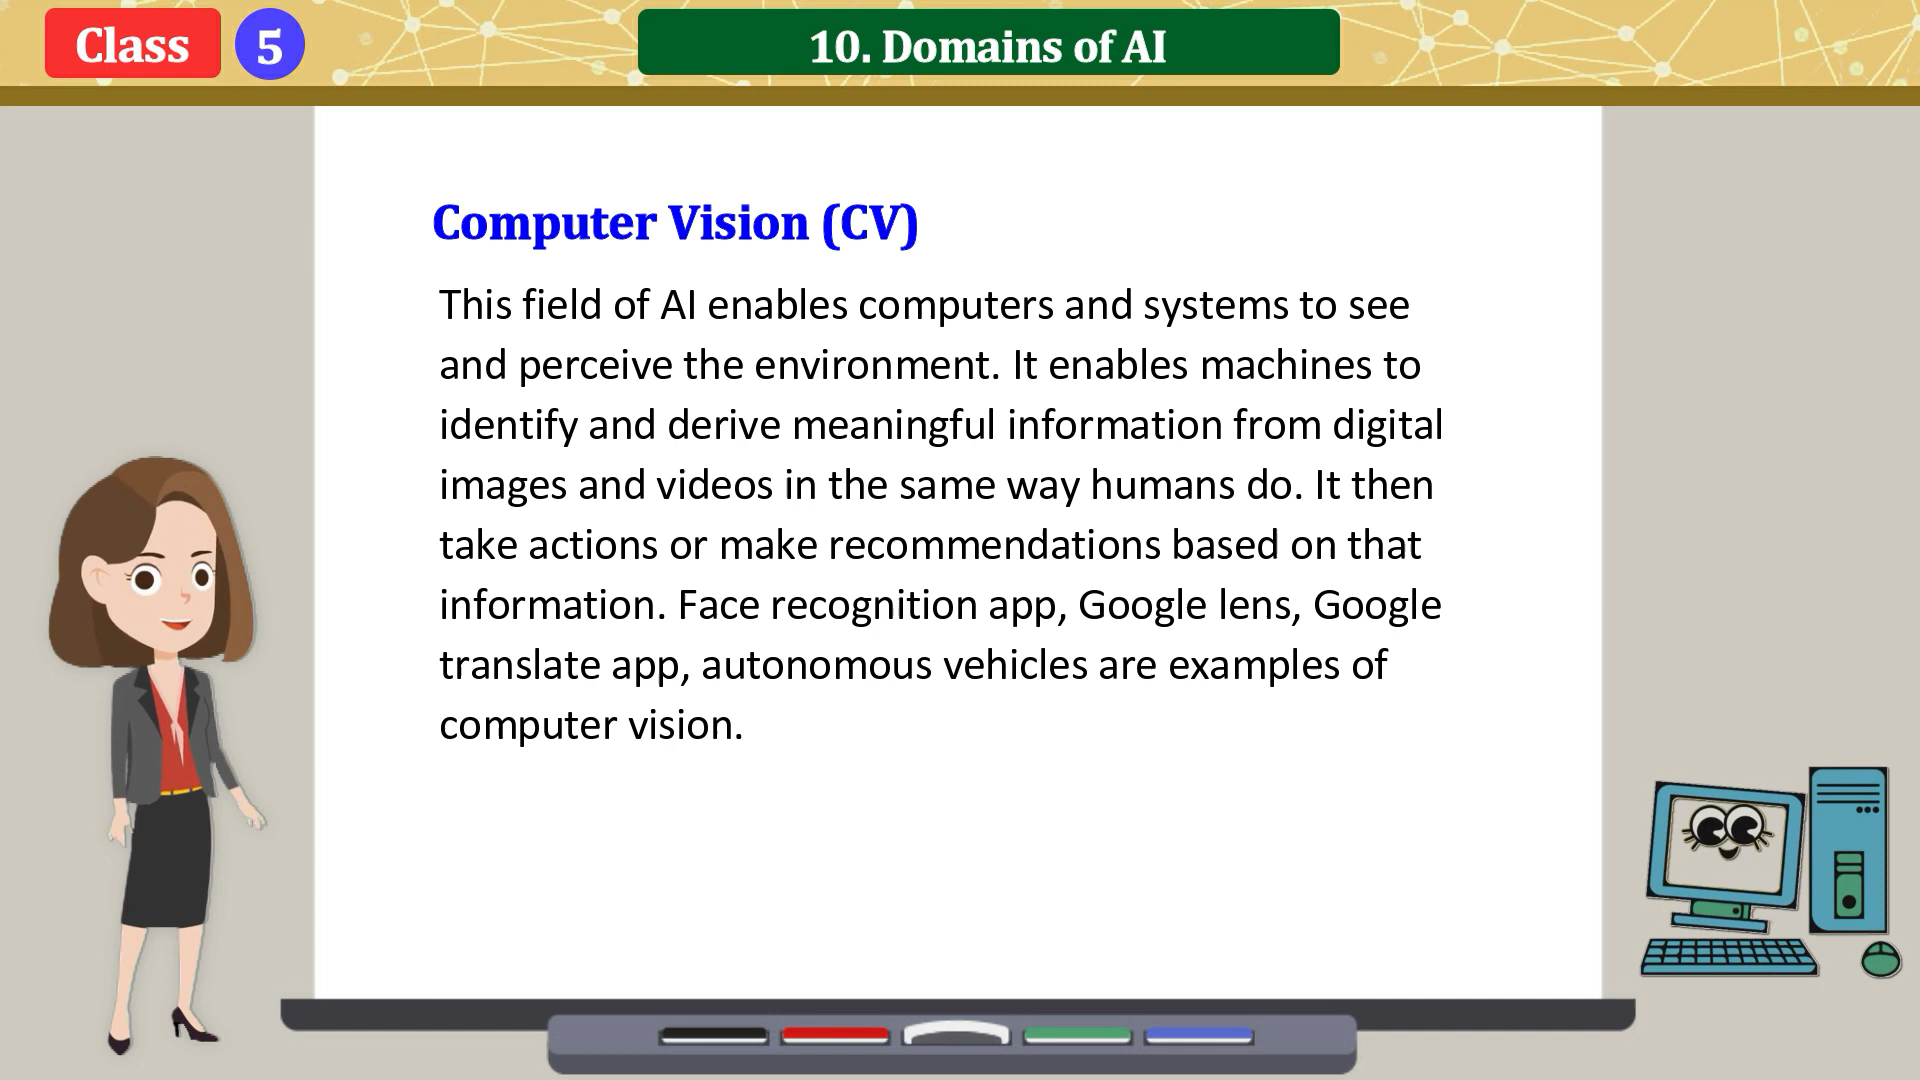 Class 5
10. Domains of AI
Computer Vision (CV)
This field of AI enables computers and systems to see
and perceive the environment. It enables machines to
identify and derive meaningful information from digital
images and videos in the same way humans do. It then
take actions or make recommendations based on that
information. Face recognition app, Google lens, Google
translate app, autonomous vehicles are examples of
computer vision.